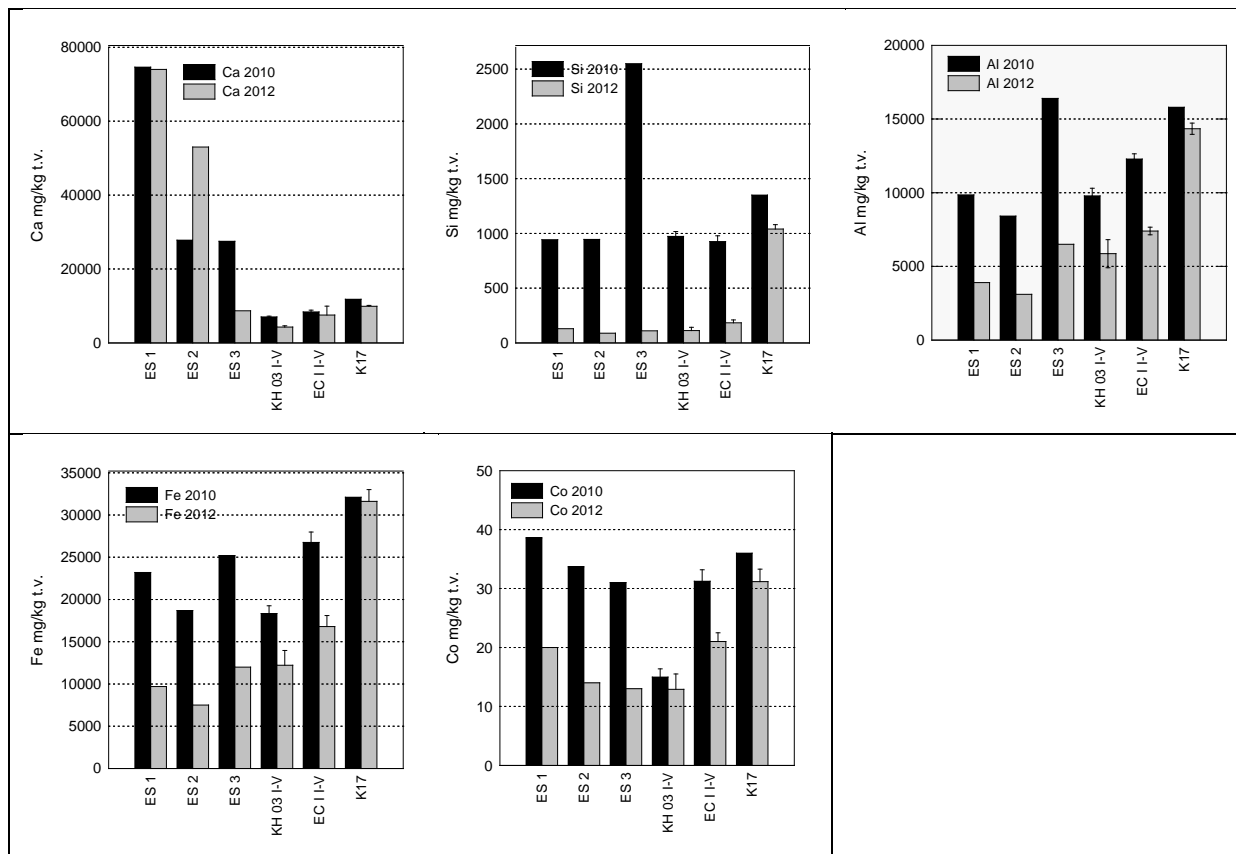 Ca mg/kg t.v.
80000
60000
40000
20000
0
Ca 2010
Ca 2012
ES 1
ES 2
ES 3
KH 03 I-V
EC I I-V
K17
Si mg/kg t.v.
2500
2000
1500
1000
500
0
Si 2010
Si 2012
ES 1
ES 2
ES 3
KH 03 I-V
EC I I-V
K17
Al mg/kg t.v.
20000
15000
10000
5000
0
Al 2010
Al 2012
ES 1
ES 2
ES 3
KH 03 I-V
EC I I-V
K17
Fe mg/kg t.v.
35000
30000
25000
20000
15000
10000
5000
0
Fe 2010
Fe 2012
ES 1
ES 2
ES 3
KH 03 I-V
EC I I-V
K17
Co mg/kg t.v.
50
40
30
20
10
0
Co 2010
Co 2012
ES 1
ES 2
ES 3
KH 03 I-V
EC I I-V
K17